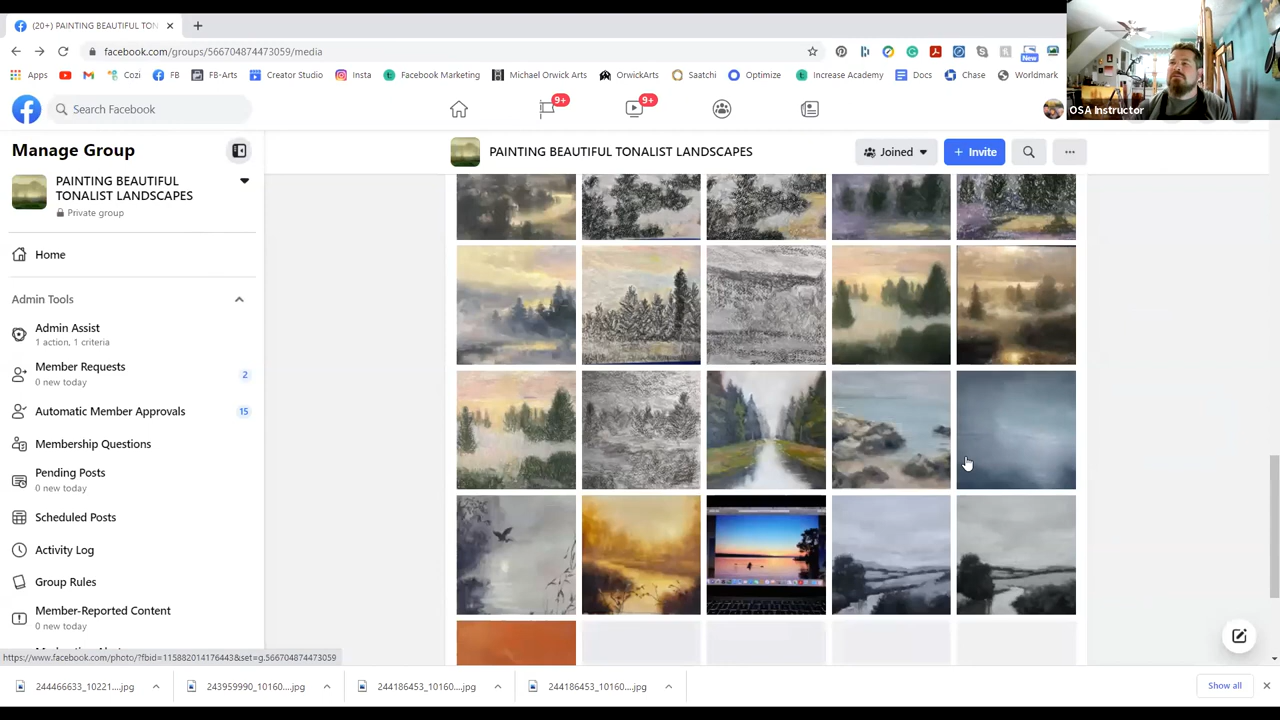 (20+) PAINTING BEAUTIFUL TON
facebook.com/groups/566704874473059/media
Apps
Cozi
FB
FB-Arts
Creator Studio
Insta
Facebook Marketing
Michael Orwick Arts
OrwickArts
Saatchi
Optimize
Increase Academy
Docs
Chase
New
Worldmark
OSA Instructor
Search Facebook
9+
9+
Manage Group
PAINTING BEAUTIFUL TONALIST LANDSCAPES
Joined
+ Invite
PAINTING BEAUTIFUL
TONALIST LANDSCAPES
Private group
Home
Admin Tools
Admin Assist
1 action, 1 criteria
Member Requests
2
0 new today
Automatic Member Approvals
15
Membership Questions
Pending Posts
0 new today
Scheduled Posts
Activity Log
Group Rules
Member-Reported Content
0 new today
https://www.facebook.com/photo/?fbid=115882014176443&set=g.566704874473059
244466633_10221....jpg
243959990_10160....jpg
244186453_10160....jpg
244186453_10160....jpg
Show all